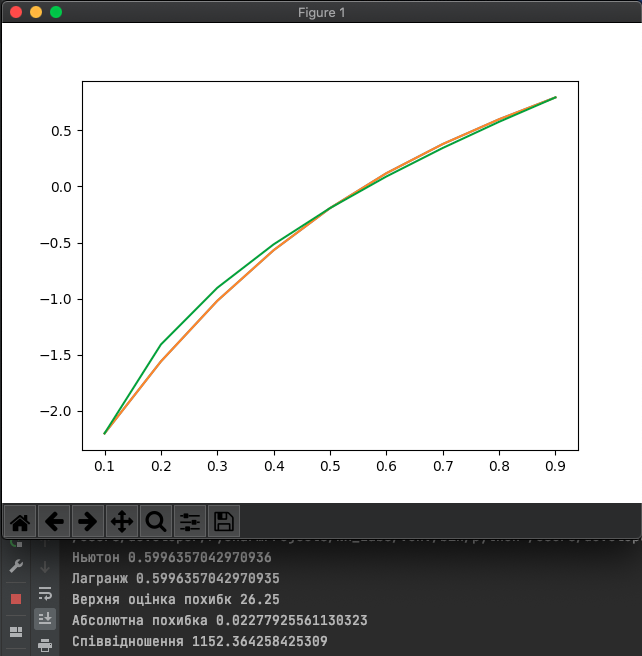 Figure 1
0.5
0.0
−0.5
−1.0
−1.5
−2.0
0.1 0.2 0.3 0.4 0.5 0.6 0.7 0.8 0.9
Ньютон 0.5996357042970936
Лагранж 0.5996357042970935
Верхня оцінка похибк 26.25
Абсолютна похибка 0.02277925561130323
Співвідношення 1152.364258425309